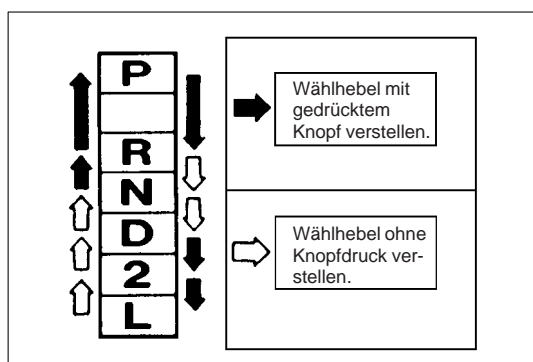 P
R
N
D
2
L
Wählhebel mit
gedrücktem
Knopf verstellen.
Wählhebel ohne
Knopfdruck ver-
stellen.